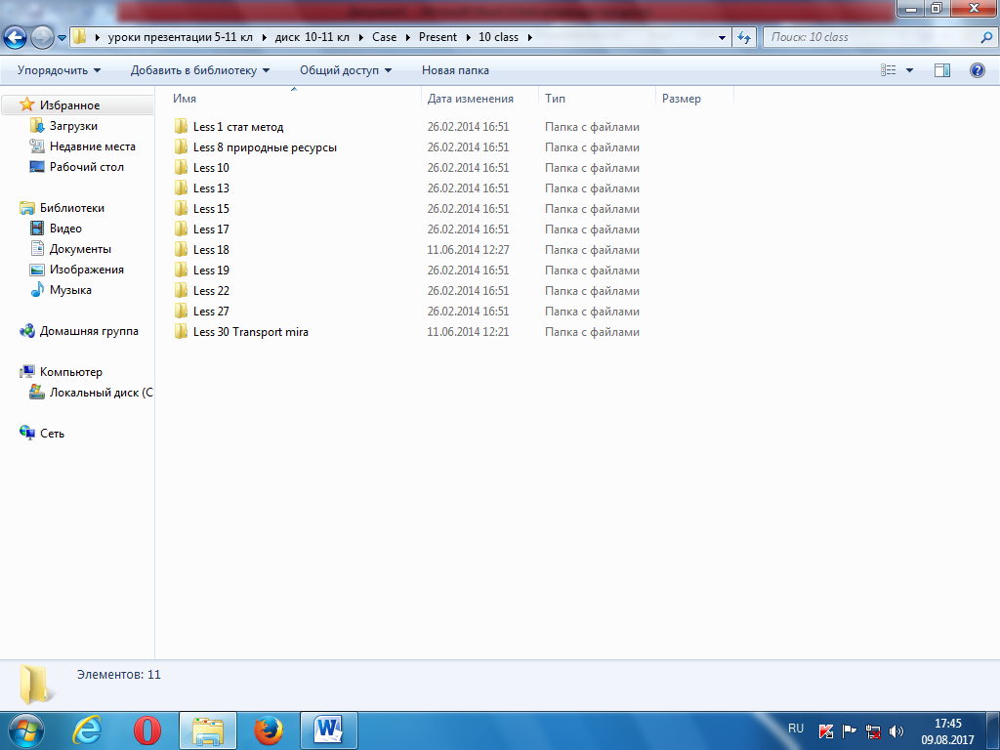 уроки презентации 5-11 кл ▸ диск 10-11 кл ▸ Case ▸ Present ▸ 10 class ▸
Поиск: 10 class
Упорядочить Добавить в библиотеку Общий доступ Новая папка
Имя Дата изменения Тип Размер
Избранное
Загрузки
Недавние места
Рабочий стол
Библиотеки
Видео
Документы
Изображения
Музыка
Домашняя группа
Компьютер
Локальный диск (C
Сеть
Less 1 стат метод 26.02.2014 16:51 Папка с файлами
Less 8 природные ресурсы 26.02.2014 16:51 Папка с файлами
Less 10 26.02.2014 16:51 Папка с файлами
Less 13 26.02.2014 16:51 Папка с файлами
Less 15 26.02.2014 16:51 Папка с файлами
Less 17 26.02.2014 16:51 Папка с файлами
Less 18 11.06.2014 12:27 Папка с файлами
Less 19 26.02.2014 16:51 Папка с файлами
Less 22 26.02.2014 16:51 Папка с файлами
Less 27 26.02.2014 16:51 Папка с файлами
Less 30 Transport mira 11.06.2014 12:21 Папка с файлами
Элементов: 11
RU
17:45
09.08.2017